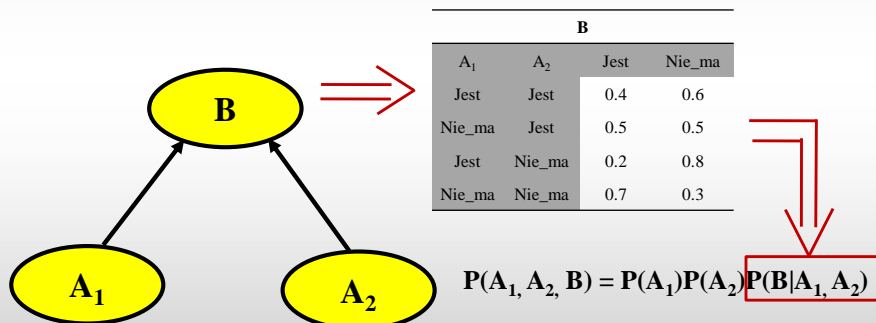 B
A₁ A₂ Jest Nie_ma
Jest Jest 0.4 0.6
Nie_ma Jest 0.5 0.5
Jest Nie_ma 0.2 0.8
Nie_ma Nie_ma 0.7 0.3
B
A₁
A₂
P(A₁, A₂, B) = P(A₁)P(A₂)P(B|A₁, A₂)